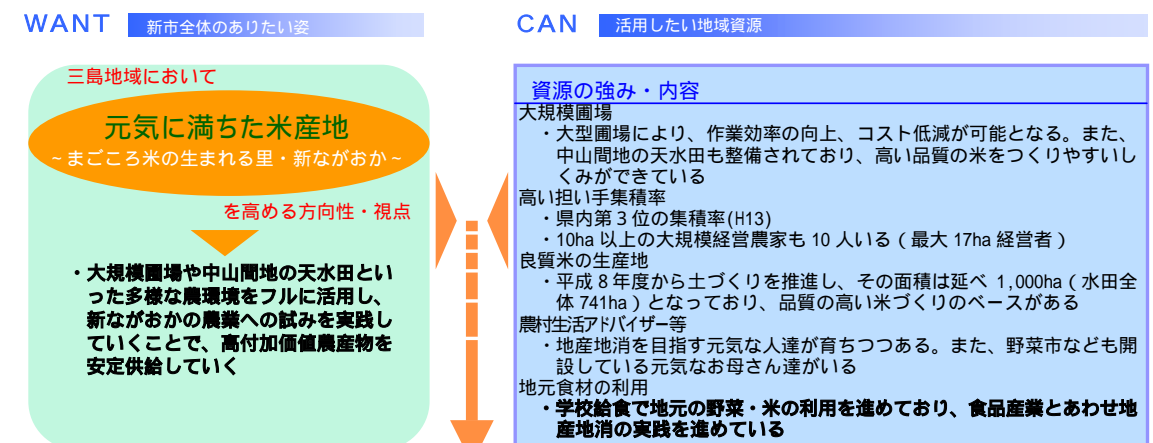 WANT 新市全体のありたい姿
三島地域において
元気に満ちた米産地
~まごころ米の生まれる里・新ながおか~
を高める方向性・視点
・大規模圃場や中山間地の天水田とい
った多様な農環境をフルに活用し、
新ながおかの農業への試みを実践し
ていくことで、高付加価値農産物を
安定供給していく
CAN 活用したい地域資源
資源の強み・内容
大規模圃場
・大型圃場により、作業効率の向上、コスト低減が可能となる。また、
中山間地の天水田も整備されており、高い品質の米をつくりやすいし
くみができている
高い担い手集積率
・県内第3位の集積率(H13)
・10ha 以上の大規模経営農家も 10 人いる(最大 17ha 経営者)
良質米の生産地
・平成8年度から土づくりを推進し、その面積は延べ 1,000ha(水田全
体 741ha)となっており、品質の高い米づくりのベースがある
農村生活アドバイザー等
・地産地消を目指す元気な人達が育ちつつある。また、野菜市なども開
設している元気なお母さん達がいる
地元食材の利用
・学校給食で地元の野菜・米の利用を進めており、食品産業とあわせ地
産地消の実践を進めている